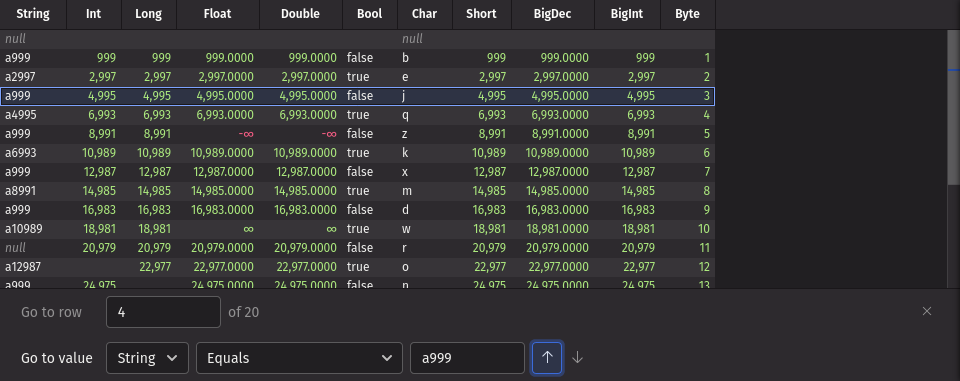 String Int Long Float Double Bool Char Short BigDec BigInt Byte
null null
a999 999 999 999.0000 999.0000 false b 999 999.0000 999 1
a2997 2,997 2,997 2,997.0000 2,997.0000 true e 2,997 2,997.0000 2,997 2
a999 4,995 4,995 4,995.0000 4,995.0000 false j 4,995 4,995.0000 4,995 3
a4995 6,993 6,993 6,993.0000 6,993.0000 true q 6,993 6,993.0000 6,993 4
a999 8,991 8,991 -∞ -∞ false z 8,991 8,991.0000 8,991 5
a6993 10,989 10,989 10,989.0000 10,989.0000 true k 10,989 10,989.0000 10,989 6
a999 12,987 12,987 12,987.0000 12,987.0000 false x 12,987 12,987.0000 12,987 7
a8991 14,985 14,985 14,985.0000 14,985.0000 true m 14,985 14,985.0000 14,985 8
a999 16,983 16,983 16,983.0000 16,983.0000 false d 16,983 16,983.0000 16,983 9
a10989 18,981 18,981 ∞ ∞ true w 18,981 18,981.0000 18,981 10
null 20,979 20,979 20,979.0000 20,979.0000 false r 20,979 20,979.0000 20,979 11
a12987 22,977 22,977.0000 22,977.0000 true o 22,977 22,977.0000 22,977 12
a999 24,975 24,975.0000 24,975.0000 false n 24,975 24,975.0000 24,975 13
Go to row 4 of 20
Go to value String Equals a999